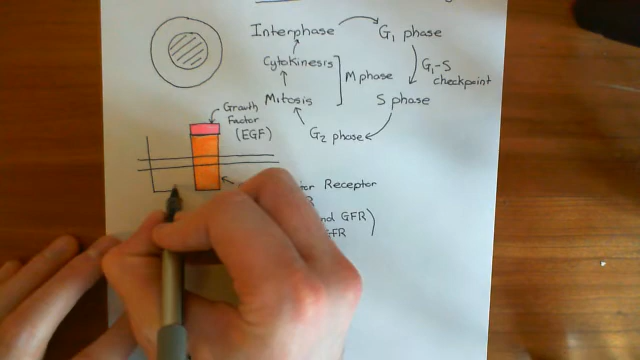 Interphase
G1 phase
Cytokinesis
G1-S
checkpoint
M phase
Mitosis
S phase
G2 phase
Growth
Factor
(EGF)
Receptor
GFR)